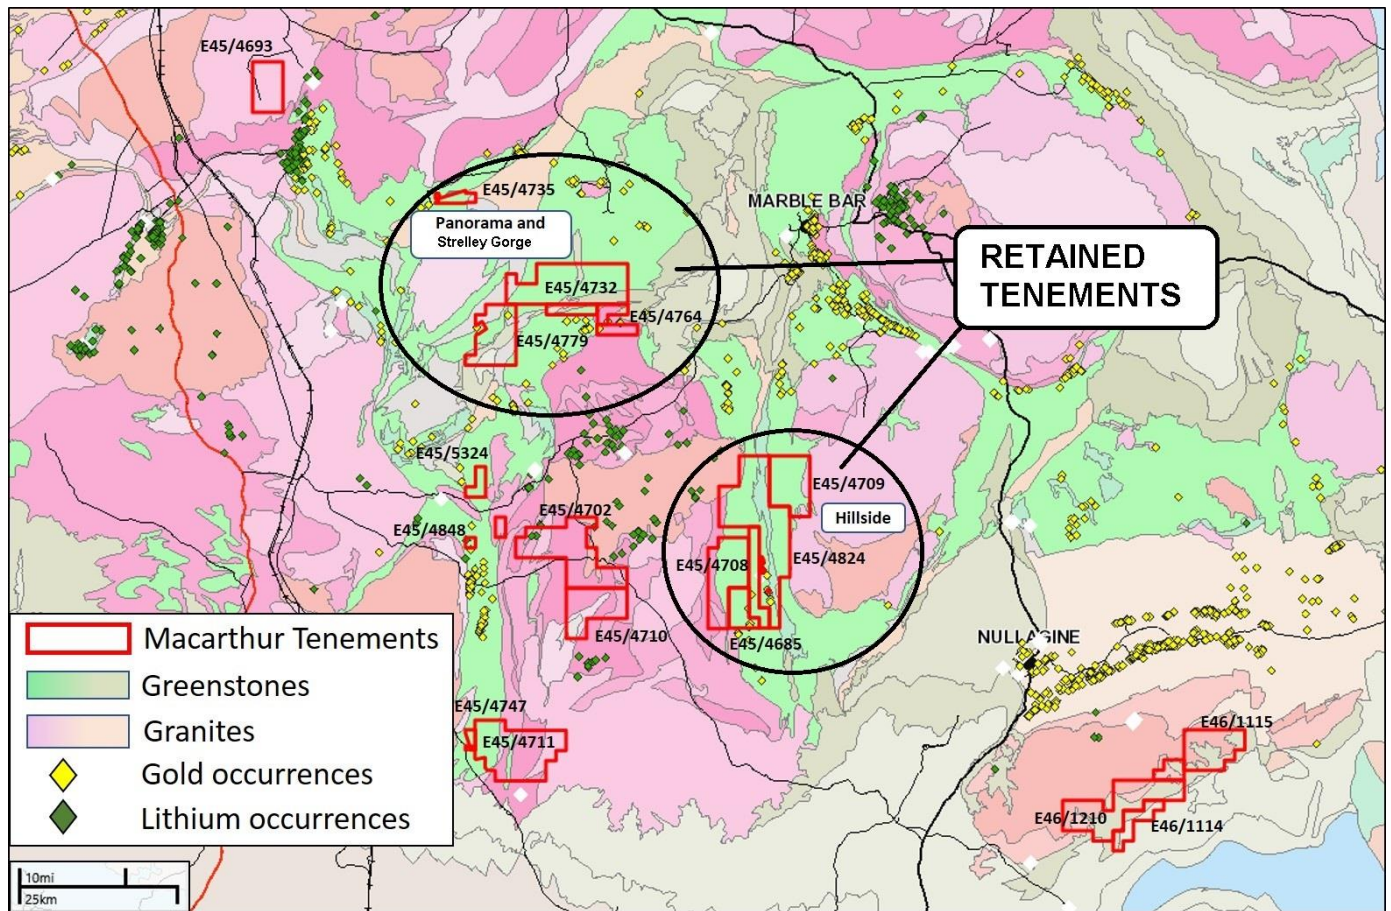 E45/4693
E45/4735
Panorama and
Strelley Gorge
MARBLE BAR
RETAINED
TENEMENTS
E45/4732
E45/4764
E45/4779
E45/5324
E45/4709
Hillside
E45/4702
E45/4848
E45/4708
E45/4824
E45/4710
E45/4685
NULLAGINE
Macarthur Tenements
Greenstones
Granites
Gold occurrences
Lithium occurrences
E45/4747
E45/4711
E46/1115
E46/1210
E46/1114
10mi
25km